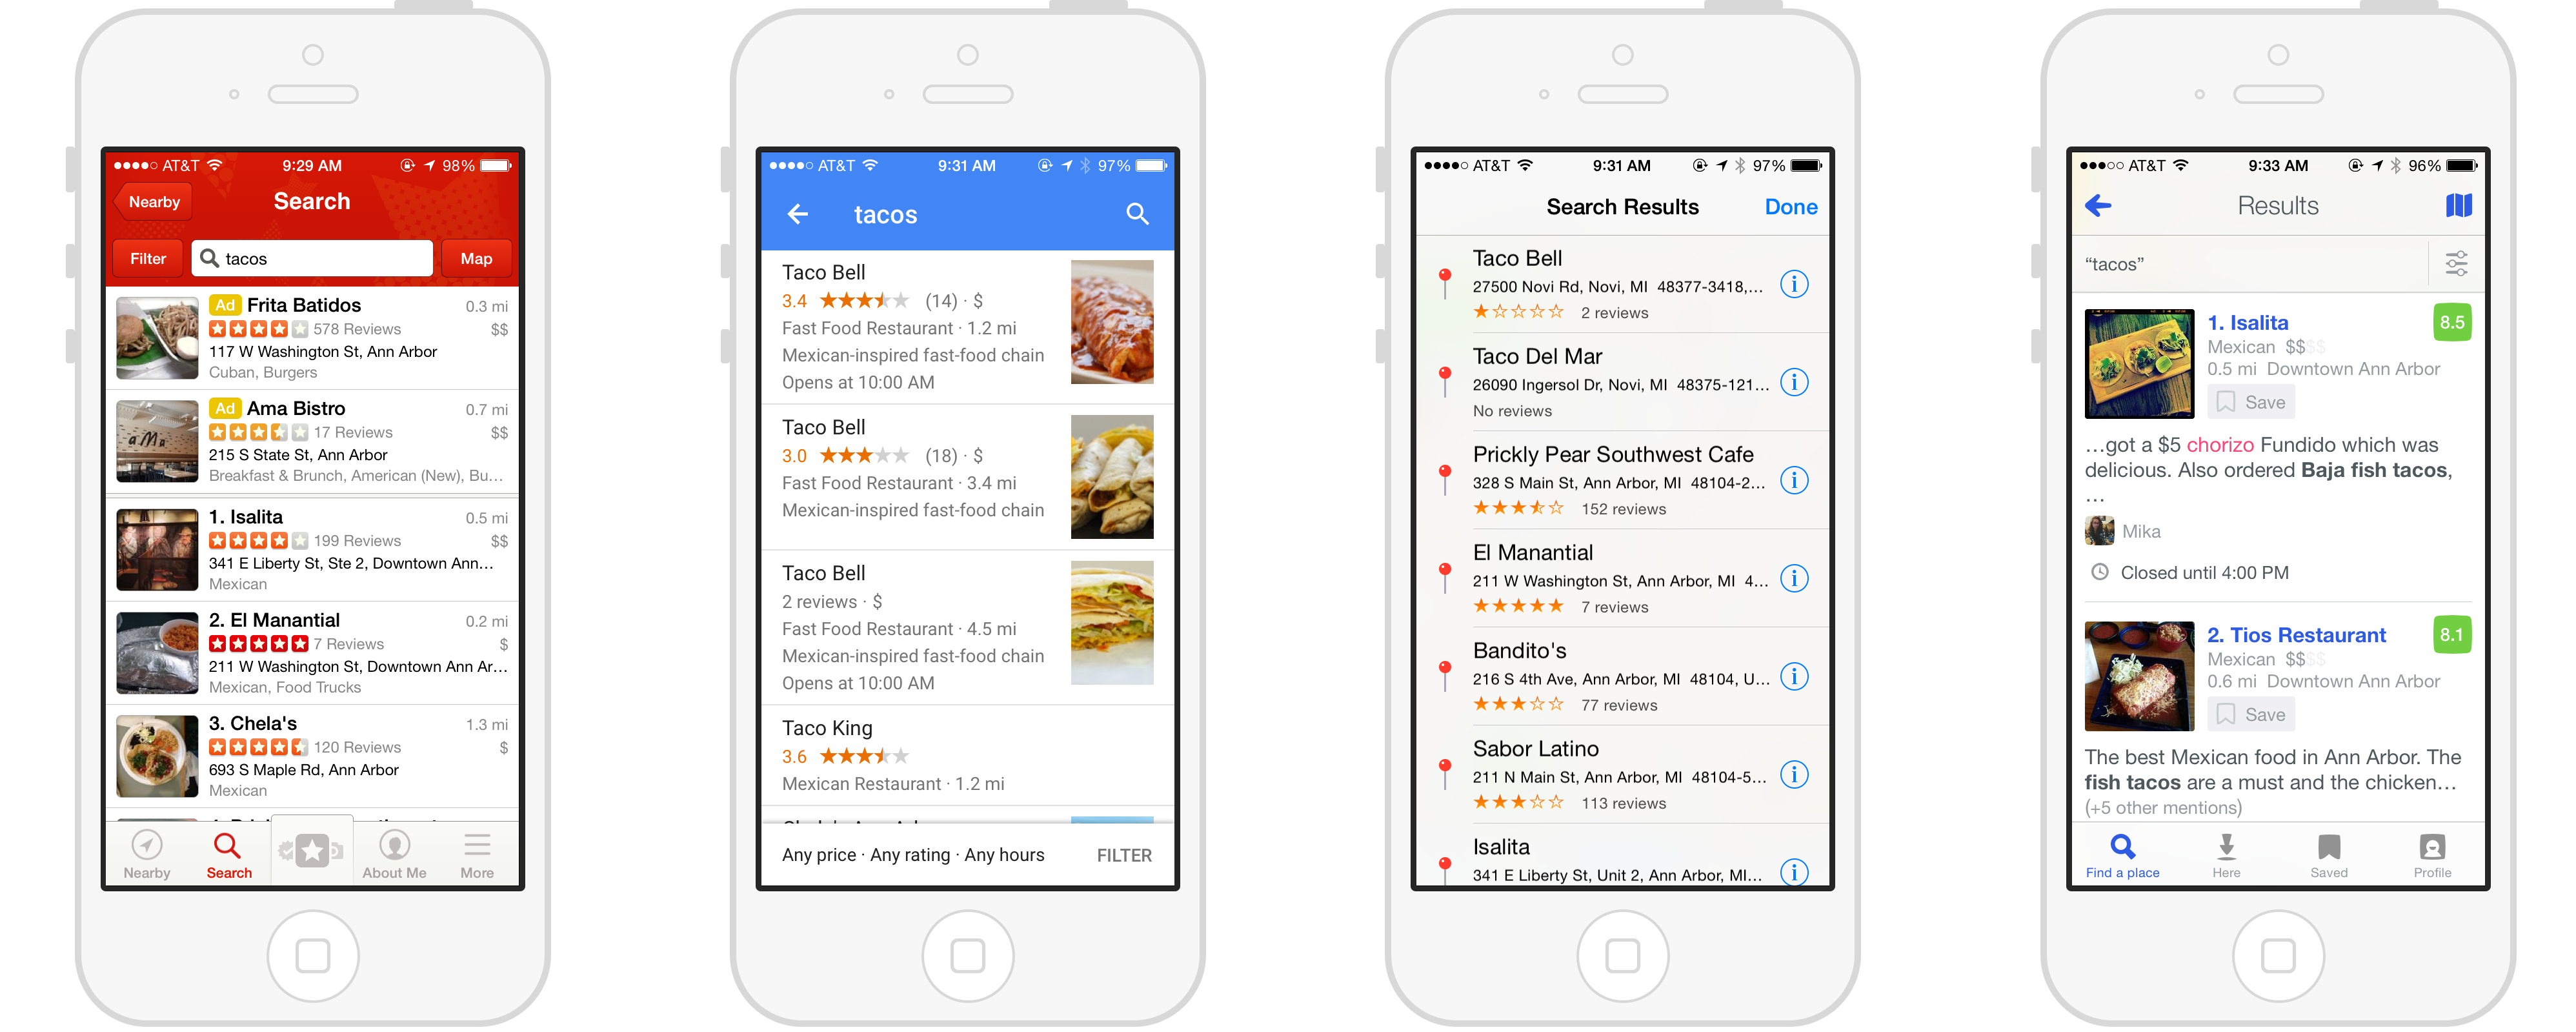 AT&T 9:29 AM 98%
Nearby Search
Filter tacos Map
Ad Frita Batidos 0.3 mi
578 Reviews $$
117 W Washington St, Ann Arbor
Cuban, Burgers
Ad Ama Bistro 0.7 mi
17 Reviews $$
215 S State St, Ann Arbor
Breakfast & Brunch, American (New), Bu...
aMa
1. Isalita 0.5 mi
199 Reviews $$
341 E Liberty St, Ste 2, Downtown Ann...
Mexican
2. El Manantial 0.2 mi
7 Reviews $
211 W Washington St, Downtown Ann Ar...
Mexican, Food Trucks
3. Chela's 1.3 mi
120 Reviews $
693 S Maple Rd, Ann Arbor
Mexican
Nearby Search About Me More
AT&T 9:31 AM 97%
tacos
Taco Bell
3.4 (14) · $
Fast Food Restaurant · 1.2 mi
Mexican-inspired fast-food chain
Opens at 10:00 AM
Taco Bell
3.0 (18) · $
Fast Food Restaurant · 3.4 mi
Mexican-inspired fast-food chain
Taco Bell
2 reviews · $
Fast Food Restaurant · 4.5 mi
Mexican-inspired fast-food chain
Opens at 10:00 AM
Taco King
3.6
Mexican Restaurant · 1.2 mi
Any price · Any rating · Any hours FILTER
AT&T 9:31 AM 97%
Search Results Done
Taco Bell
27500 Novi Rd, Novi, MI 48377-3418,...
2 reviews
Taco Del Mar
26090 Ingersol Dr, Novi, MI 48375-121...
No reviews
Prickly Pear Southwest Cafe
328 S Main St, Ann Arbor, MI 48104-2...
152 reviews
El Manantial
211 W Washington St, Ann Arbor, MI 4...
7 reviews
Bandito's
216 S 4th Ave, Ann Arbor, MI 48104, U...
77 reviews
Sabor Latino
211 N Main St, Ann Arbor, MI 48104-5...
113 reviews
Isalita
341 E Liberty St, Unit 2, Ann Arbor, MI...
AT&T 9:33 AM 96%
Results
“tacos”
1. Isalita 8.5
Mexican $$$$
0.5 mi Downtown Ann Arbor
Save
...got a $5 chorizo Fundido which was
delicious. Also ordered Baja fish tacos,
...
Mika
Closed until 4:00 PM
2. Tios Restaurant 8.1
Mexican $$$$
0.6 mi Downtown Ann Arbor
Save
The best Mexican food in Ann Arbor. The
fish tacos are a must and the chicken...
(+5 other mentions)
Find a place Here Saved Profile